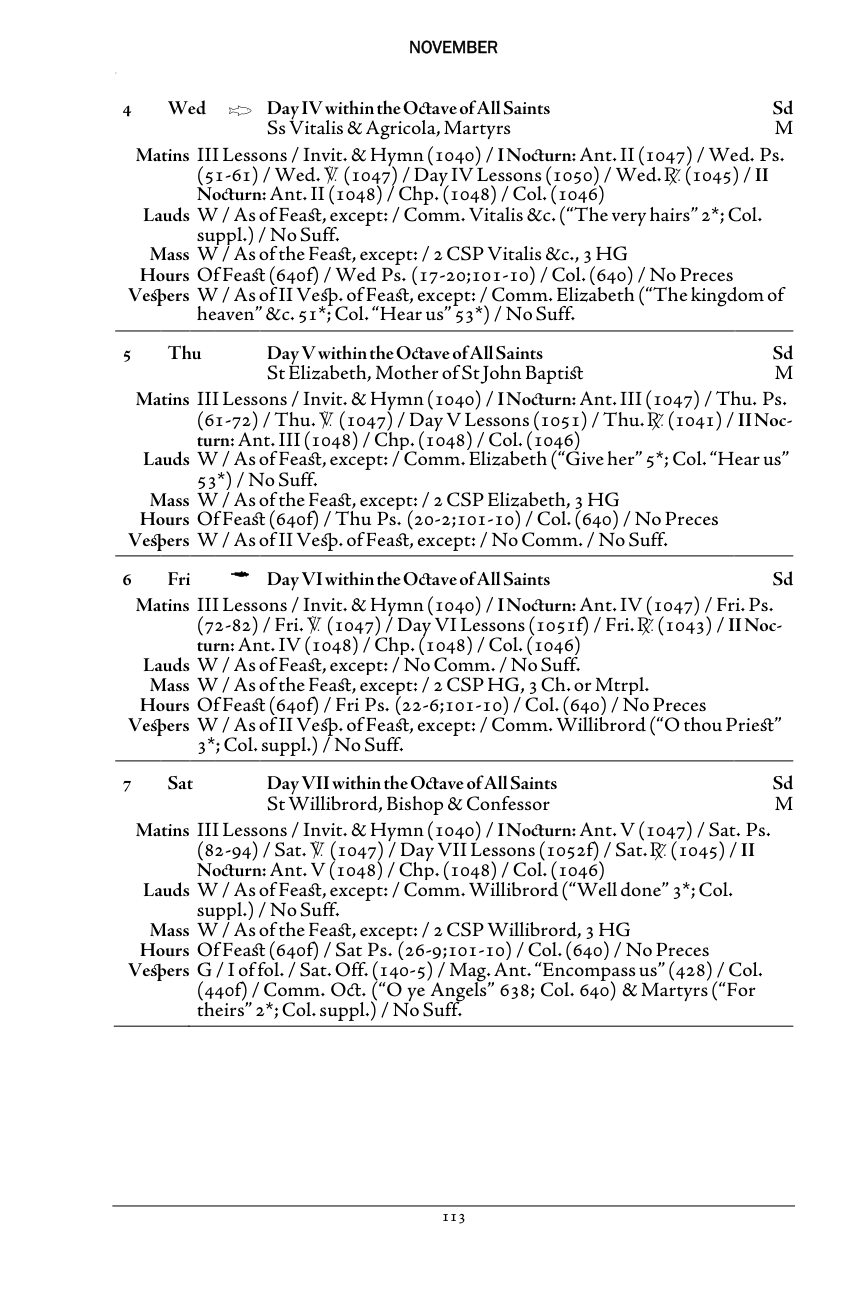 NOVEMBER
4 Wed Day IV within the Octave of All Saints Sd
Ss Vitalis & Agricola, Martyrs M
Matins III Lessons / Invit. & Hymn (1040) / I Nocturn: Ant. II (1047) / Wed. Ps.
(51-61) / Wed. ℣ (1047) / Day IV Lessons (1050) / Wed. ℟ (1045) / II
Nocturn: Ant. II (1048) / Chp. (1048) / Col. (1046)
Lauds W / As of Feast, except: / Comm. Vitalis &c. (“The very hairs” 2*; Col.
suppl.) / No Suff.
Mass W / As of the Feast, except: / 2 CSP Vitalis &c., 3 HG
Hours Of Feast (640f) / Wed Ps. (17-20;101-10) / Col. (640) / No Preces
Vespers W / As of II Vesp. of Feast, except: / Comm. Elizabeth (“The kingdom of
heaven” &c. 51*; Col. “Hear us” 53*) / No Suff.
5 Thu Day V within the Octave of All Saints Sd
St Elizabeth, Mother of St John Baptist M
Matins III Lessons / Invit. & Hymn (1040) / I Nocturn: Ant. III (1047) / Thu. Ps.
(61-72) / Thu. ℣ (1047) / Day V Lessons (1051) / Thu. ℟ (1041) / II Noc-
turn: Ant. III (1048) / Chp. (1048) / Col. (1046)
Lauds W / As of Feast, except: / Comm. Elizabeth (“Give her” 5*; Col. “Hear us”
53*) / No Suff.
Mass W / As of the Feast, except: / 2 CSP Elizabeth, 3 HG
Hours Of Feast (640f) / Thu Ps. (20-2;101-10) / Col. (640) / No Preces
Vespers W / As of II Vesp. of Feast, except: / No Comm. / No Suff.
6 Fri Day VI within the Octave of All Saints Sd
Matins III Lessons / Invit. & Hymn (1040) / I Nocturn: Ant. IV (1047) / Fri. Ps.
(72-82) / Fri. ℣ (1047) / Day VI Lessons (1051f) / Fri. ℟ (1043) / II Noc-
turn: Ant. IV (1048) / Chp. (1048) / Col. (1046)
Lauds W / As of Feast, except: / No Comm. / No Suff.
Mass W / As of the Feast, except: / 2 CSP HG, 3 Ch. or Mtrpl.
Hours Of Feast (640f) / Fri Ps. (22-6;101-10) / Col. (640) / No Preces
Vespers W / As of II Vesp. of Feast, except: / Comm. Willibrord (“O thou Priest”
3*; Col. suppl.) / No Suff.
7 Sat Day VII within the Octave of All Saints Sd
St Willibrord, Bishop & Confessor M
Matins III Lessons / Invit. & Hymn (1040) / I Nocturn: Ant. V (1047) / Sat. Ps.
(82-94) / Sat. ℣ (1047) / Day VII Lessons (1052f) / Sat. ℟ (1045) / II
Nocturn: Ant. V (1048) / Chp. (1048) / Col. (1046)
Lauds W / As of Feast, except: / Comm. Willibrord (“Well done” 3*; Col.
suppl.) / No Suff.
Mass W / As of the Feast, except: / 2 CSP Willibrord, 3 HG
Hours Of Feast (640f) / Sat Ps. (26-9;101-10) / Col. (640) / No Preces
Vespers G / I of fol. / Sat. Off. (140-5) / Mag. Ant. “Encompass us” (428) / Col.
(440f) / Comm. Oct. (“O ye Angels” 638; Col. 640) & Martyrs (“For
theirs” 2*; Col. suppl.) / No Suff.
113